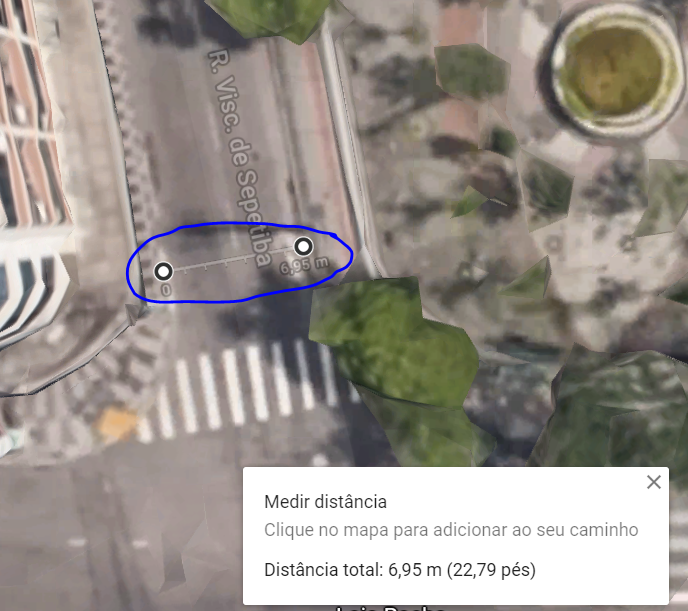 R. Visc. de Sepetiba
0
6,95 m
Medir distância
Clique no mapa para adicionar ao seu caminho
Distância total: 6,95 m (22,79 pés)